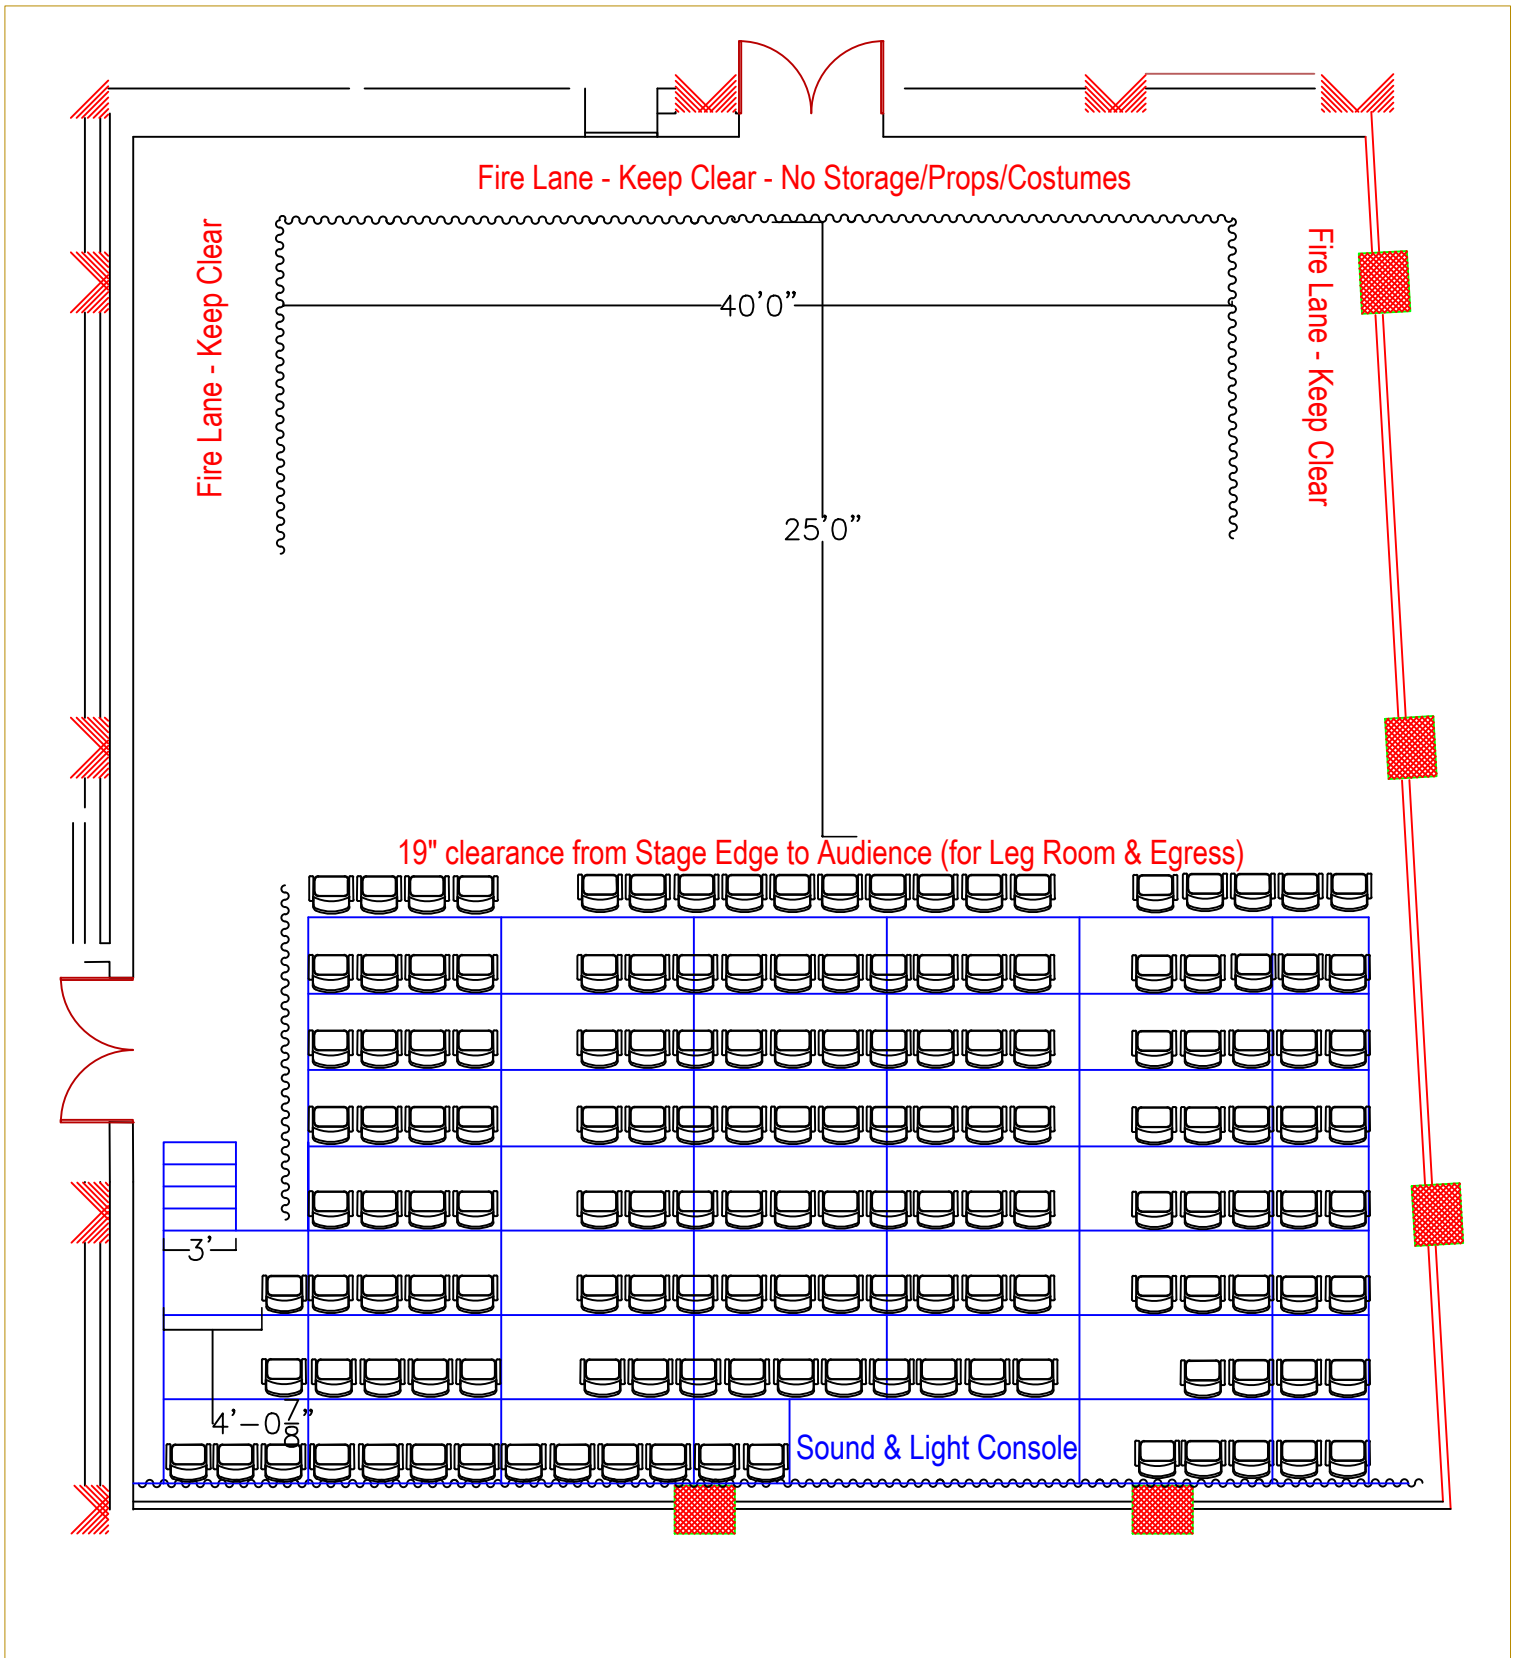 Fire Lane - Keep Clear - No Storage/Props/Costumes
Fire Lane - Keep Clear
Fire Lane - Keep Clear
40'0"
25'0"
19" clearance from Stage Edge to Audience (for Leg Room & Egress)
3'
4'-0 7/8"
Sound & Light Console